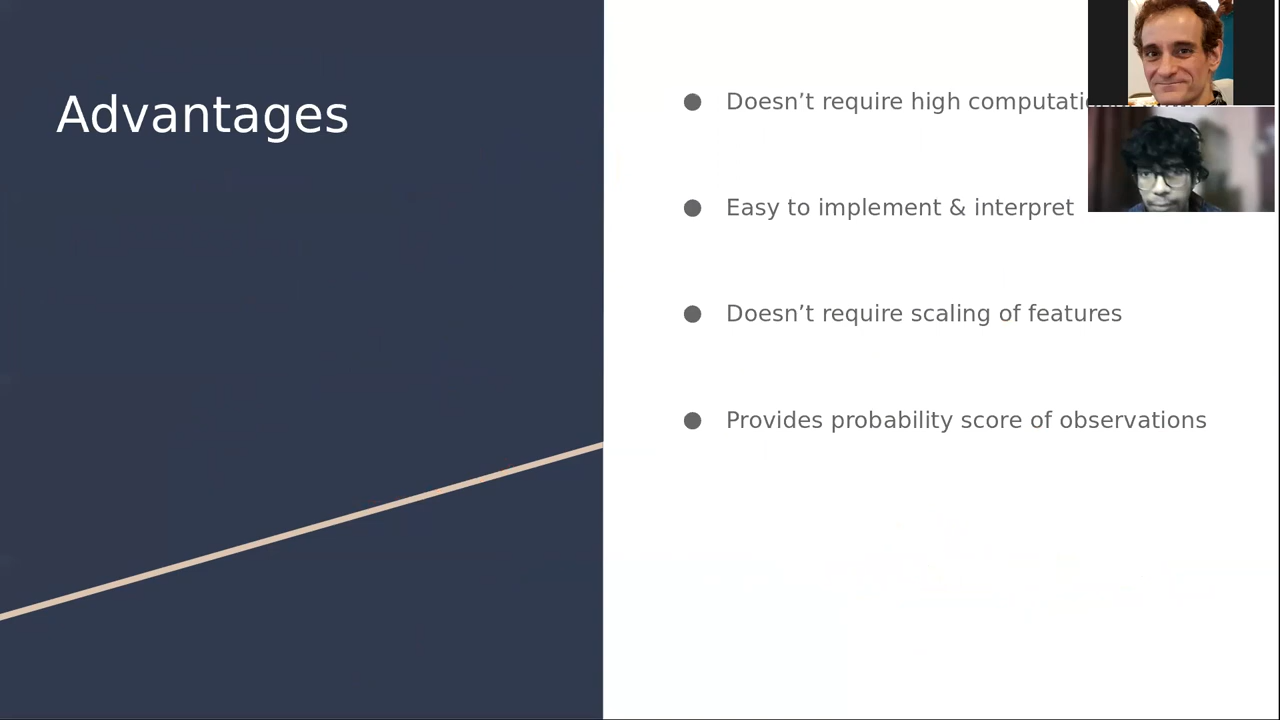 Advantages
● Doesn’t require high computati
● Easy to implement & interpret
● Doesn’t require scaling of features
● Provides probability score of observations